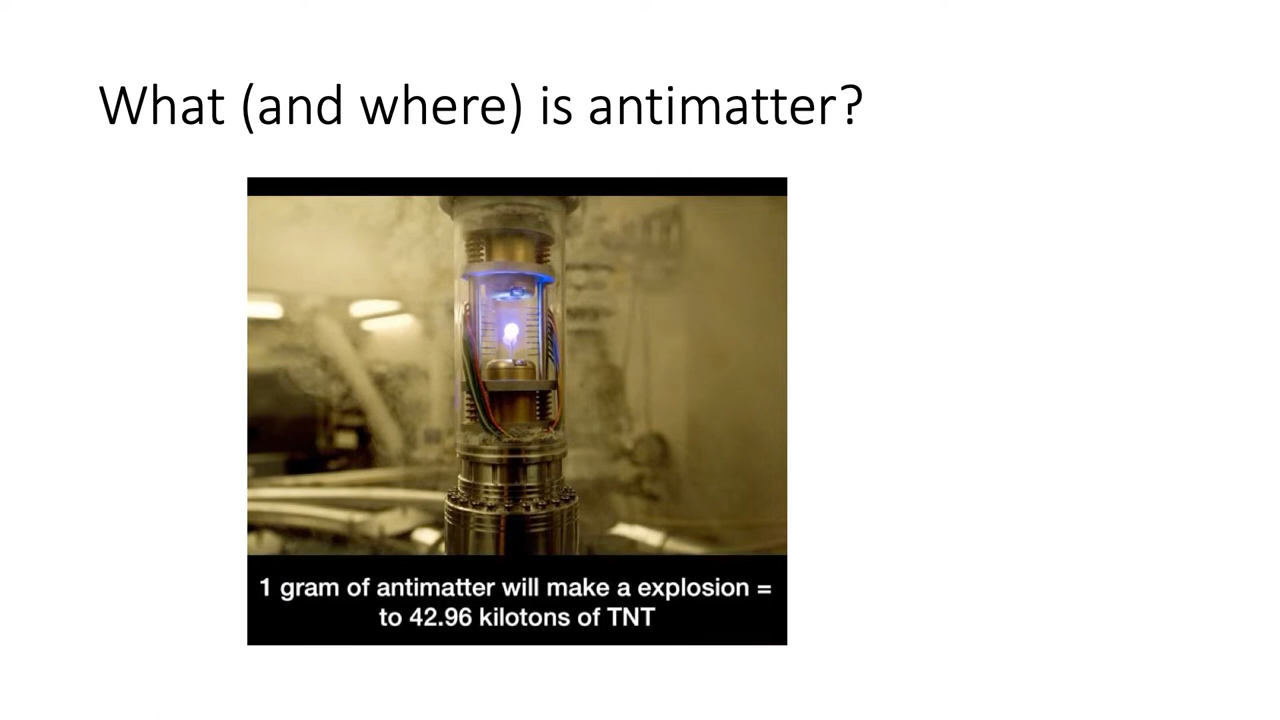 What (and where) is antimatter?
1 gram of antimatter will make a explosion =
to 42.96 kilotons of TNT